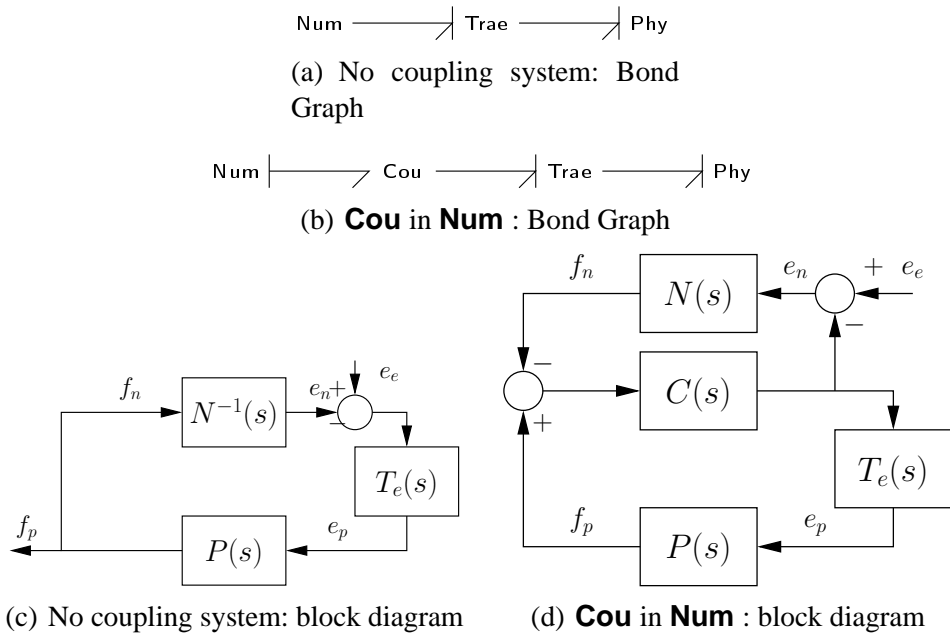 Num Trae Phy
(a) No coupling system: Bond
Graph
Num Cou Trae Phy
(b) Cou in Num : Bond Graph
f_n e_n + e_e
N(s)
−
−
C(s)
+
T_e(s)
f_p e_p
P(s)
f_n e_n + e_e
N^{-1}(s) −
T_e(s)
f_p e_p
P(s)
(c) No coupling system: block diagram
(d) Cou in Num : block diagram